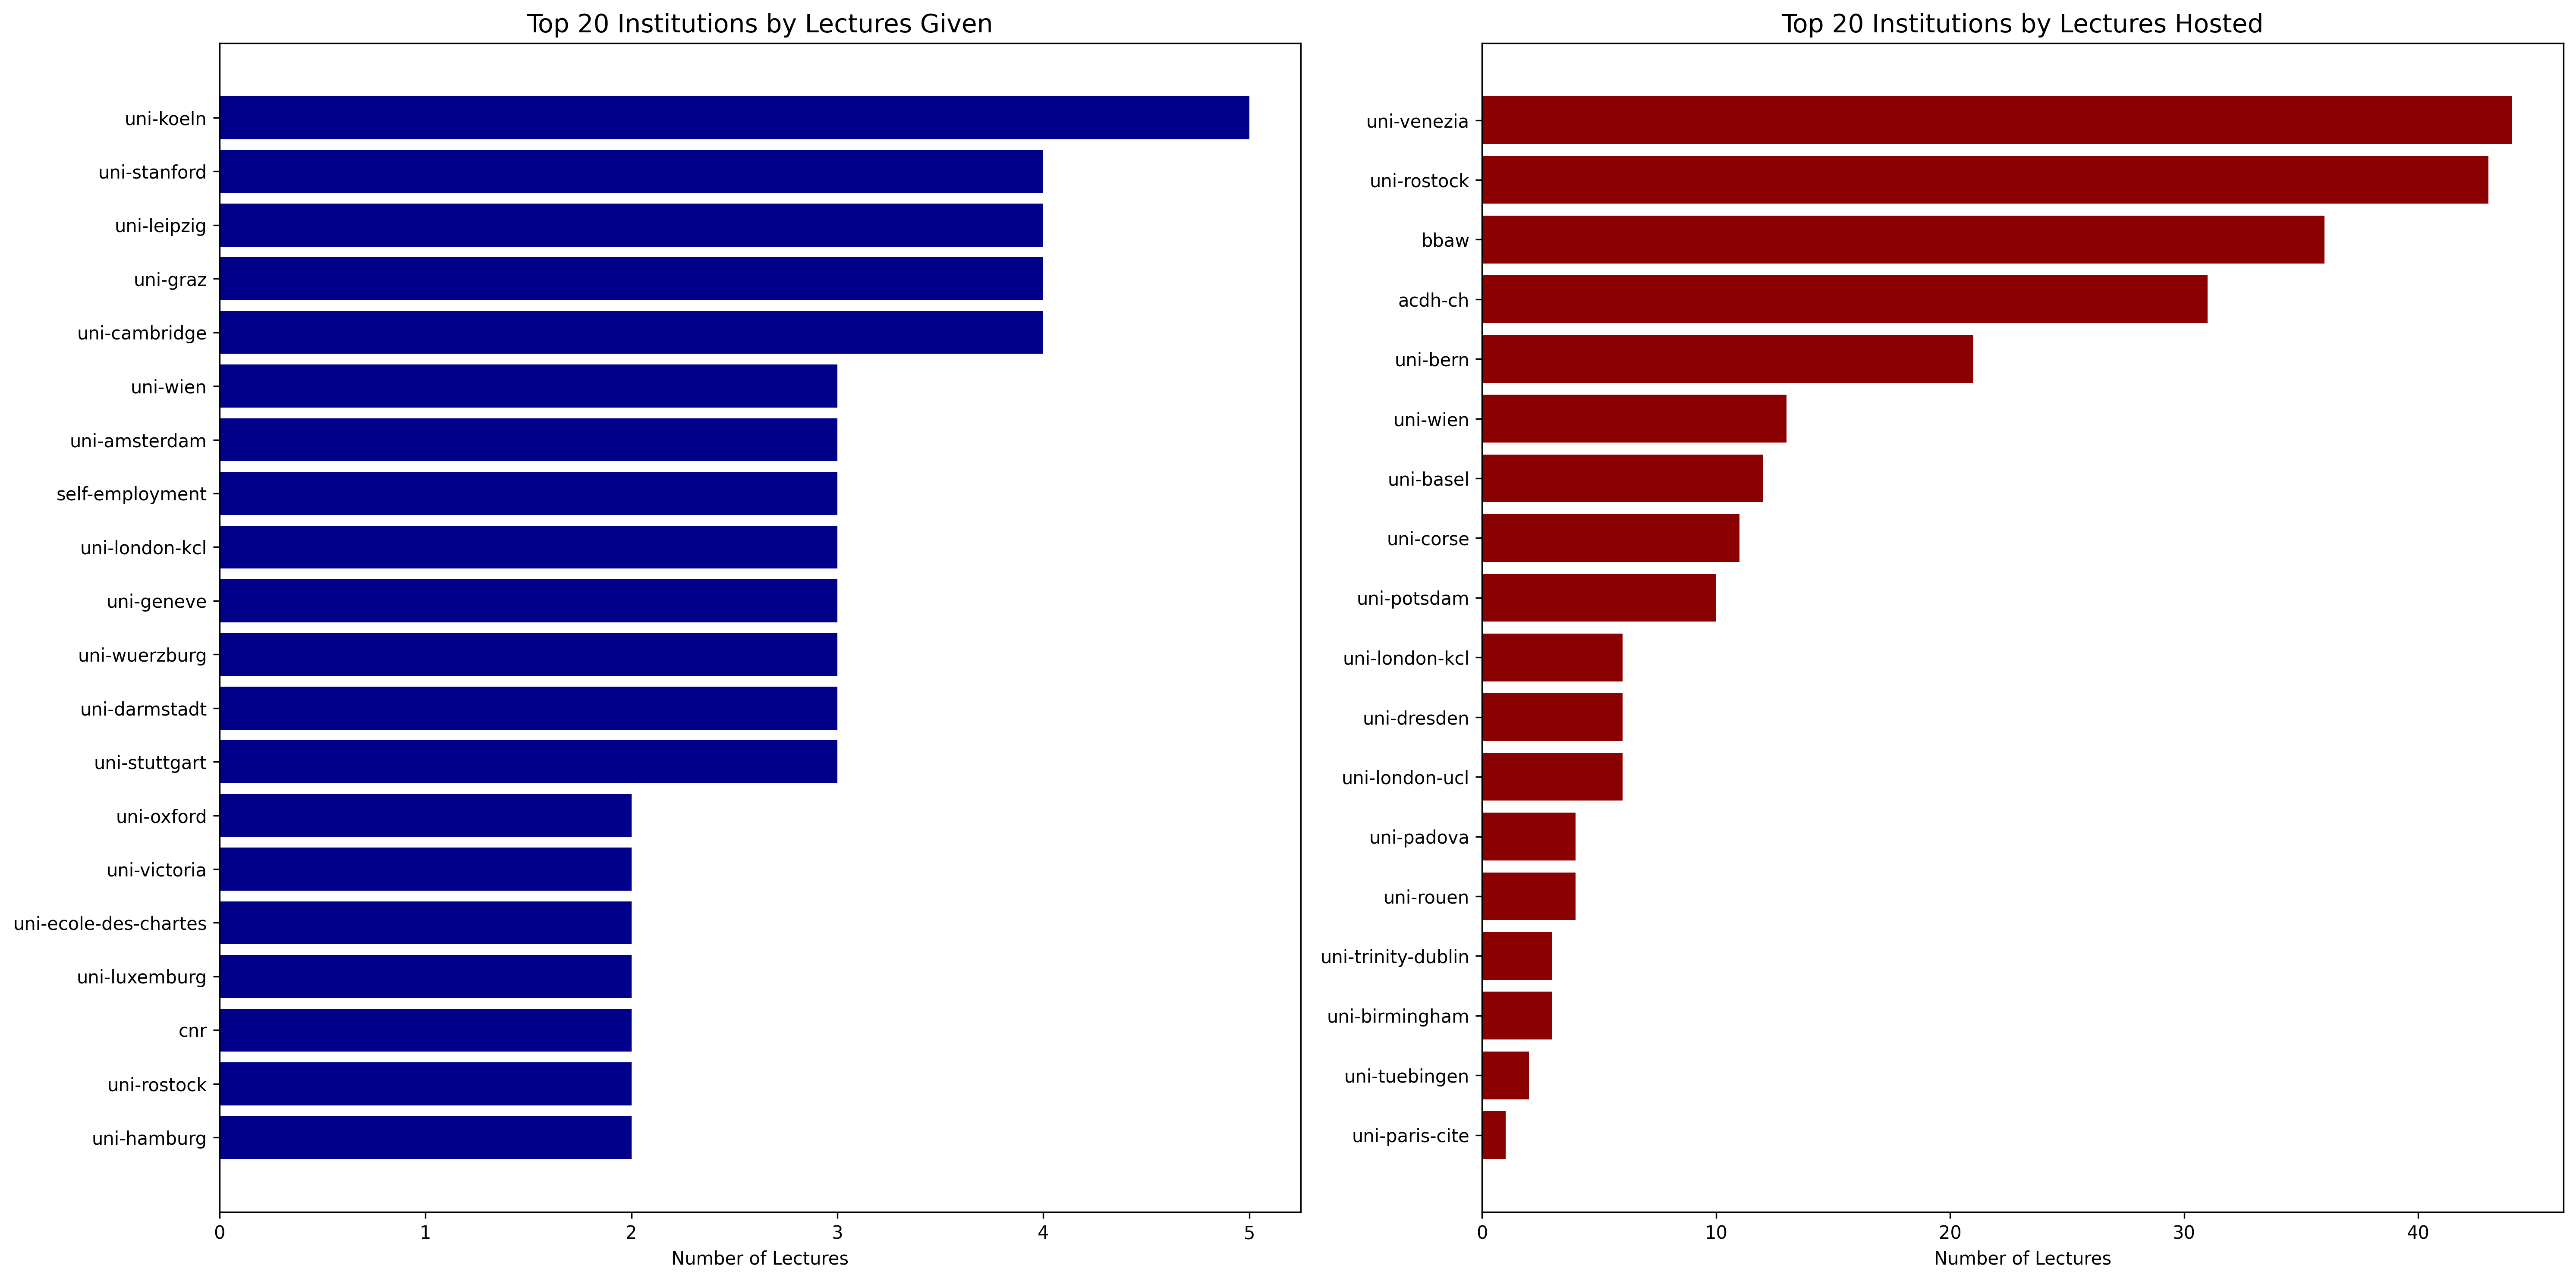 Top 20 Institutions by Lectures Given
uni-koeln
uni-stanford
uni-leipzig
uni-graz
uni-cambridge
uni-wien
uni-amsterdam
self-employment
uni-london-kcl
uni-geneve
uni-wuerzburg
uni-darmstadt
uni-stuttgart
uni-oxford
uni-victoria
uni-ecole-des-chartes
uni-luxemburg
cnr
uni-rostock
uni-hamburg
0 1 2 3 4 5
Number of Lectures
Top 20 Institutions by Lectures Hosted
uni-venezia
uni-rostock
bbaw
acdh-ch
uni-bern
uni-wien
uni-basel
uni-corse
uni-potsdam
uni-london-kcl
uni-dresden
uni-london-ucl
uni-padova
uni-rouen
uni-trinity-dublin
uni-birmingham
uni-tuebingen
uni-paris-cite
0 10 20 30 40
Number of Lectures